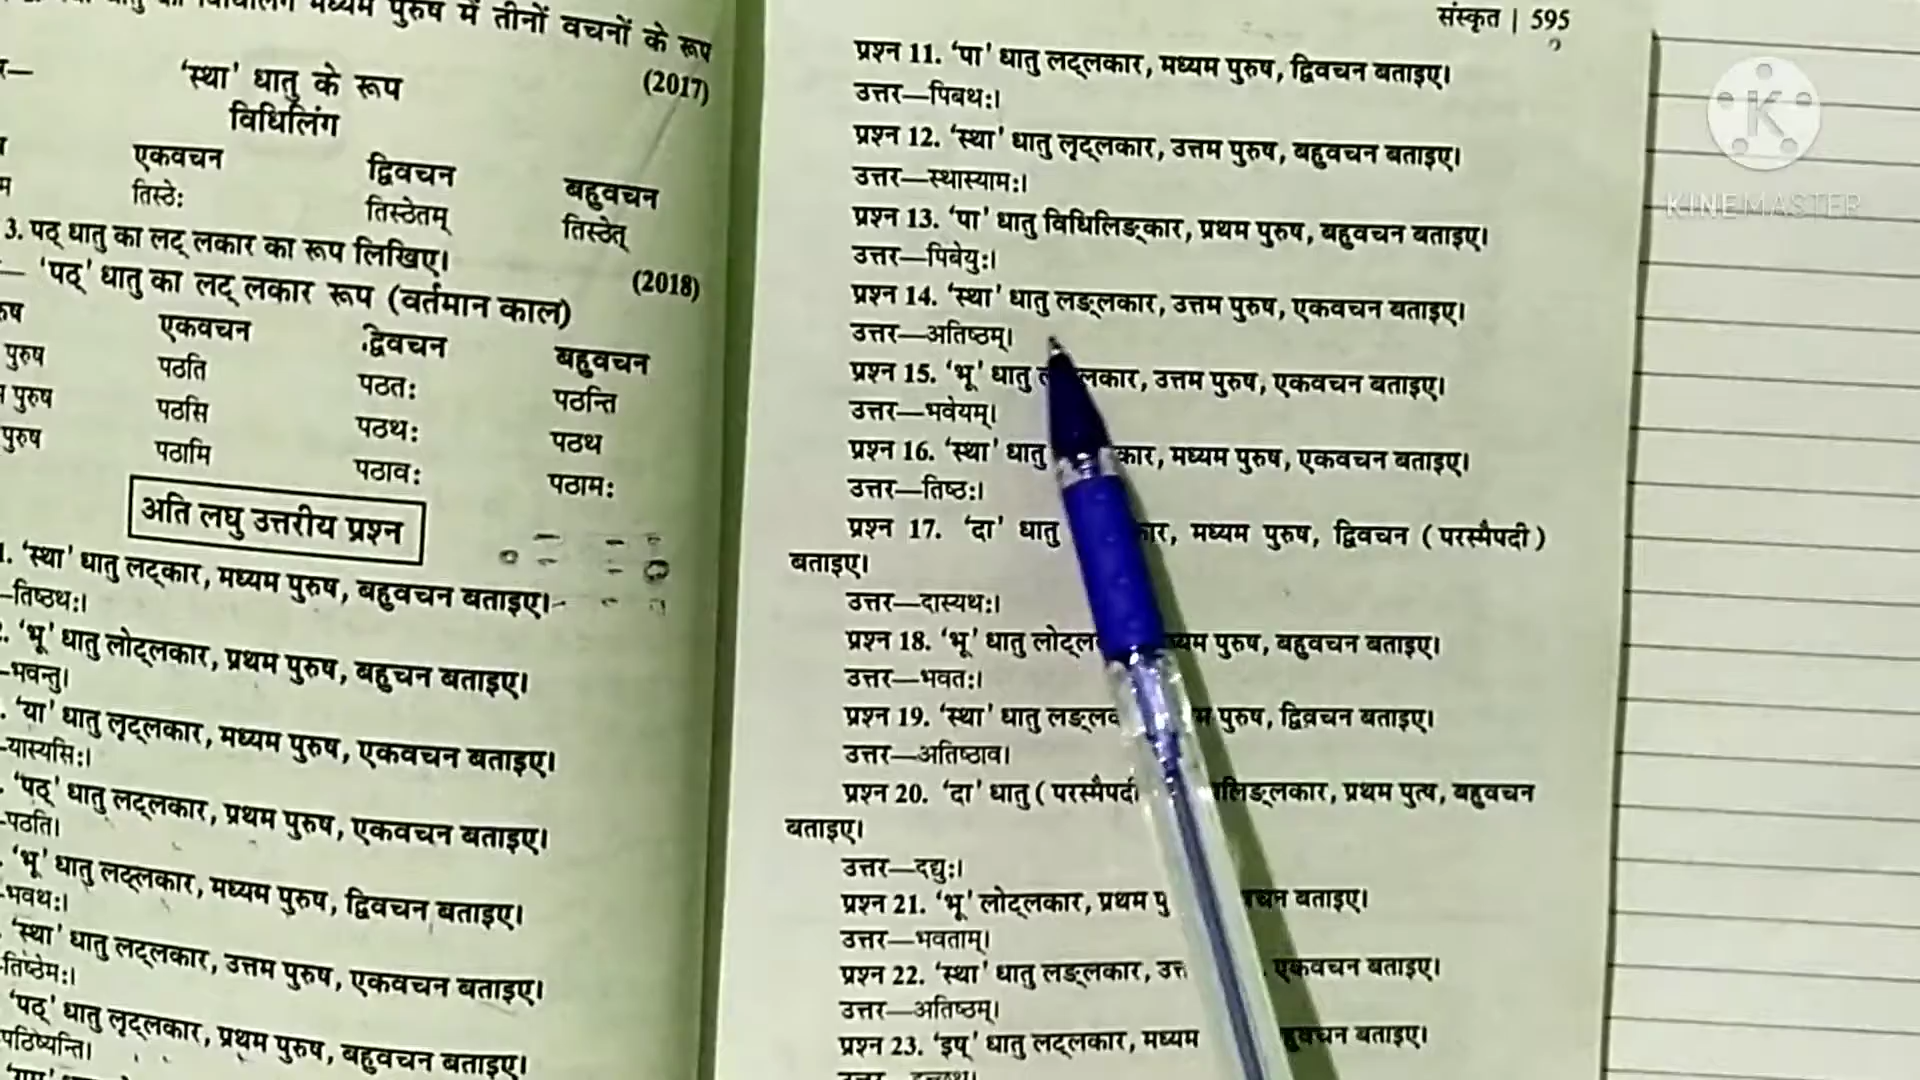 मध्यम पुरुष में तीनों वचनों के रूप
(2017)
'स्था' धातु के रूप
विधिलिंग
एकवचन द्विवचन बहुवचन
तिस्ठे: तिस्ठेतम् तिस्ठेत्
3. पद् धातु का लट् लकार का रूप लिखिए।
(2018)
— 'पठ्' धातु का लट् लकार रूप (वर्तमान काल)
एकवचन द्विवचन बहुवचन
पुरुष पठति पठत: पठन्ति
पुरुष पठसि पठथ: पठथ
पुरुष पठामि पठाव: पठाम:
अति लघु उत्तरीय प्रश्न
1. 'स्था' धातु लट्कार, मध्यम पुरुष, बहुवचन बताइए।
—तिष्ठथ:।
'भू' धातु लोट्लकार, प्रथम पुरुष, बहुचन बताइए।
—भवन्तु।
'या' धातु लृट्लकार, मध्यम पुरुष, एकवचन बताइए।
-यास्यसि:।
'पठ्' धातु लट्लकार, प्रथम पुरुष, एकवचन बताइए।
-पठति।
'भू' धातु लट्लकार, मध्यम पुरुष, द्विवचन बताइए।
-भवथ:।
'स्था' धातु लट्लकार, उत्तम पुरुष, एकवचन बताइए।
-तिष्ठेम:।
'पठ्' धातु लृट्लकार, प्रथम पुरुष, बहुवचन बताइए।
पठिष्यन्ति।
संस्कृत | 595
प्रश्न 11. 'पा' धातु लट्लकार, मध्यम पुरुष, द्विवचन बताइए।
उत्तर—पिबथ:।
प्रश्न 12. 'स्था' धातु लृट्लकार, उत्तम पुरुष, बहुवचन बताइए।
उत्तर—स्थास्याम:।
प्रश्न 13. 'पा' धातु विधिलिङ्कार, प्रथम पुरुष, बहुवचन बताइए।
उत्तर—पिबेयु:।
प्रश्न 14. 'स्था' धातु लङ्लकार, उत्तम पुरुष, एकवचन बताइए।
उत्तर—अतिष्ठम्।
प्रश्न 15. 'भू' धातु लकार, उत्तम पुरुष, एकवचन बताइए।
उत्तर—भवेयम्।
प्रश्न 16. 'स्था' धातु कार, मध्यम पुरुष, एकवचन बताइए।
उत्तर—तिष्ठ:।
प्रश्न 17. 'दा' धातु कार, मध्यम पुरुष, द्विवचन (परस्मैपदी)
बताइए।
उत्तर—दास्यथ:।
प्रश्न 18. 'भू' धातु लोट्ल पुरुष, बहुवचन बताइए।
उत्तर—भवत:।
प्रश्न 19. 'स्था' धातु लङ्ल पुरुष, द्विवचन बताइए।
उत्तर—अतिष्ठाव।
प्रश्न 20. 'दा' धातु (परस्मैपदी लिङ्लकार, प्रथम पुत्ष, बहुवचन
बताइए।
उत्तर—दद्यु:।
प्रश्न 21. 'भू' लोट्लकार, प्रथम पु वचन बताइए।
उत्तर—भवताम्।
प्रश्न 22. 'स्था' धातु लङ्लकार, उत्त एकवचन बताइए।
उत्तर—अतिष्ठम्।
प्रश्न 23. 'इष्' धातु लट्लकार, मध्यम हुवचन बताइए।
K
KINEMASTER